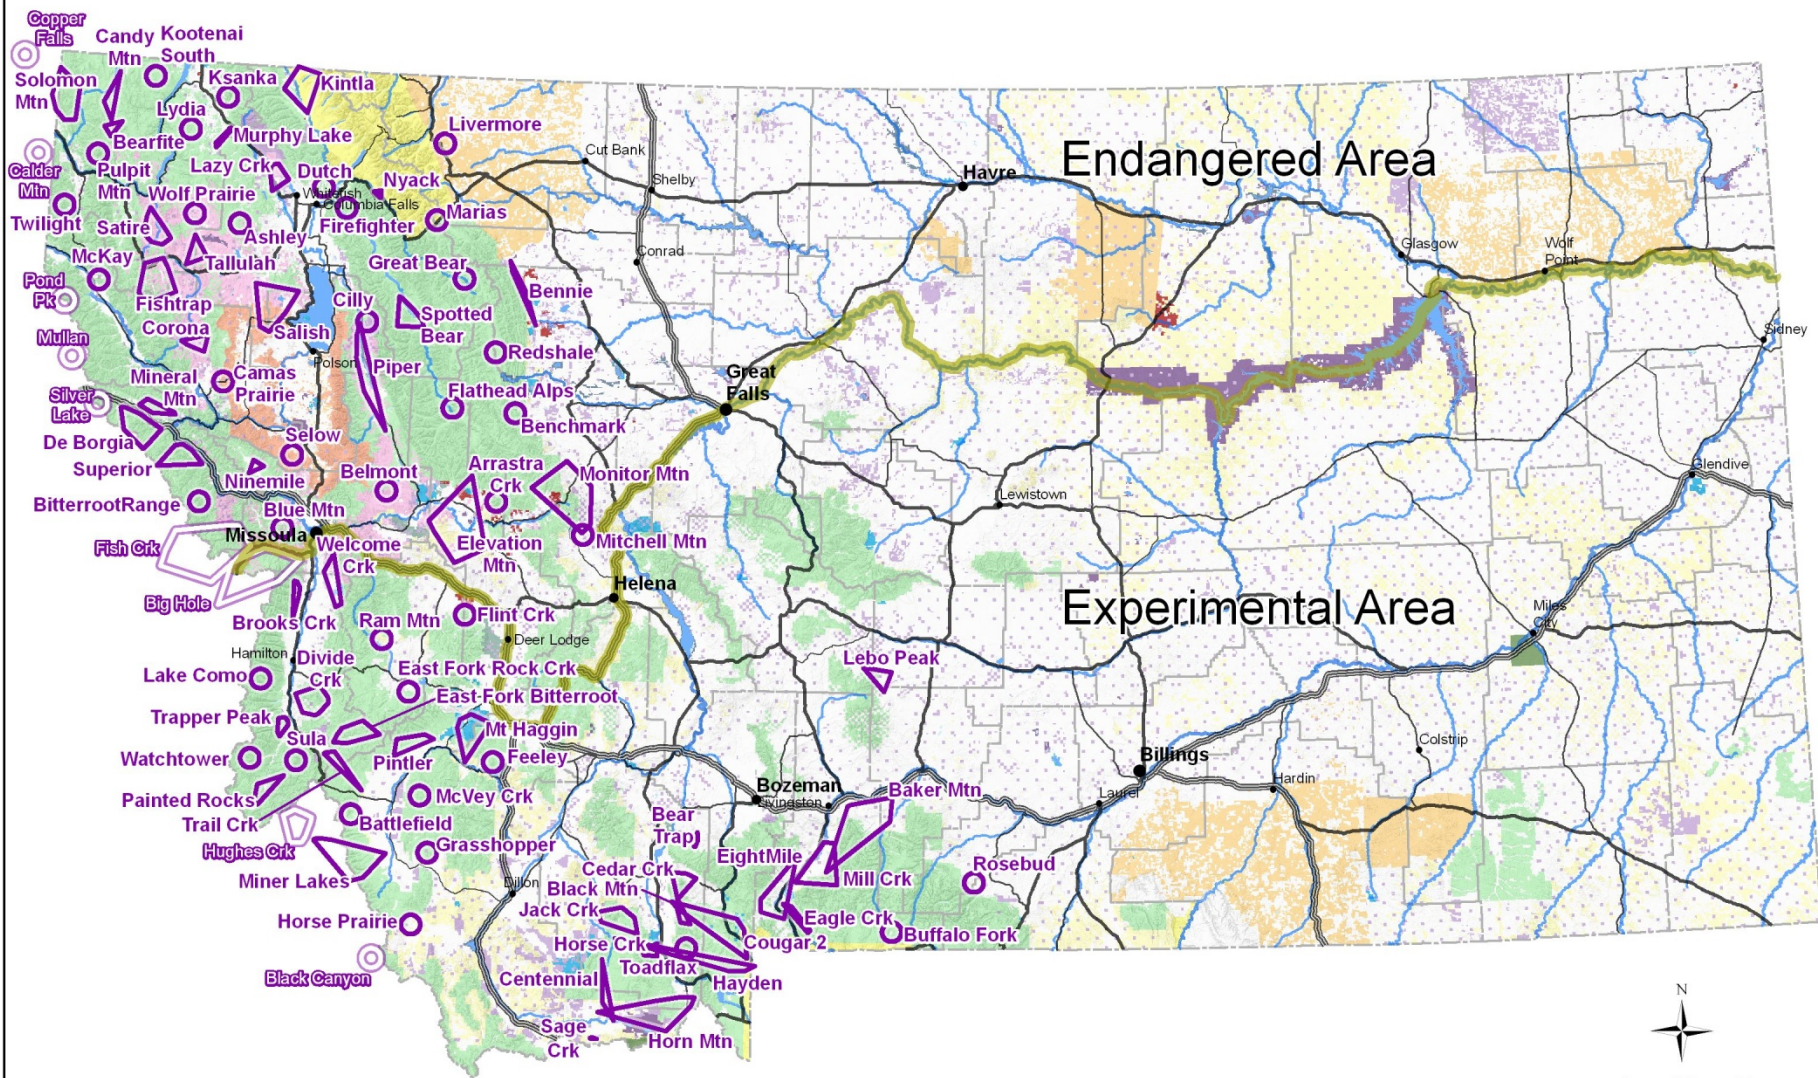 Copper
Falls
Candy
Mtn
Kootenai
South
Solomon
Mtn
Ksanka
Kintla
Lydia
Bearfite
Murphy Lake
Livermore
Calder
Mtn
Pulpit
Mtn
Lazy Crk
Dutch
Nyack
Whitefish
Columbia Falls
Cut Bank
Shelby
Havre
Endangered Area
Twilight
Satire
Wolf Prairie
Ashley
Firefighter
Marias
McKay
Tallulah
Great Bear
Conrad
Glasgow
Wolf
Point
Pond
Pk
Fishtrap
Corona
Salish
Cilly
Spotted
Bear
Bennie
Sidney
Mullan
Polson
Piper
Redshale
Mineral
Mtn
Camas
Prairie
Flathead Alps
Benchmark
Great
Falls
Silver
Lake
De Borgia
Superior
Selow
Ninemile
Belmont
Arrastra
Crk
Monitor Mtn
Lewistown
Glendive
BitterrootRange
Blue Mtn
Missoula
Fish Crk
Welcome
Crk
Elevation
Mtn
Mitchell Mtn
Helena
Big Hole
Brooks Crk
Ram Mtn
Flint Crk
Deer Lodge
Experimental Area
Miles
City
Hamilton
Divide
Crk
Lake Como
East Fork Rock Crk
East Fork Bitterroot
Lebo Peak
Trapper Peak
Sula
Mt Haggin
Watchtower
Pintler
Feeley
Billings
Colstrip
Hardin
Laurel
Bozeman
Livingston
Baker Mtn
Painted Rocks
Trail Crk
McVey Crk
Battlefield
Bear
Trap
Hughes Crk
Grasshopper
EightMile
Mill Crk
Rosebud
Miner Lakes
Dillon
Cedar Crk
Black Mtn
Jack Crk
Horse Prairie
Eagle Crk
Cougar 2
Buffalo Fork
Horse Crk
Toadflax
Hayden
Black Canyon
Centennial
Sage
Crk
Horn Mtn
N